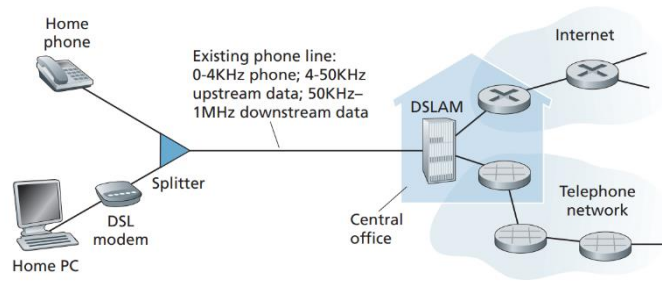 Home
phone
Existing phone line:
0-4KHz phone; 4-50KHz
upstream data; 50KHz–
1MHz downstream data
Internet
DSLAM
Splitter
DSL
modem
Home PC
Central
office
Telephone
network